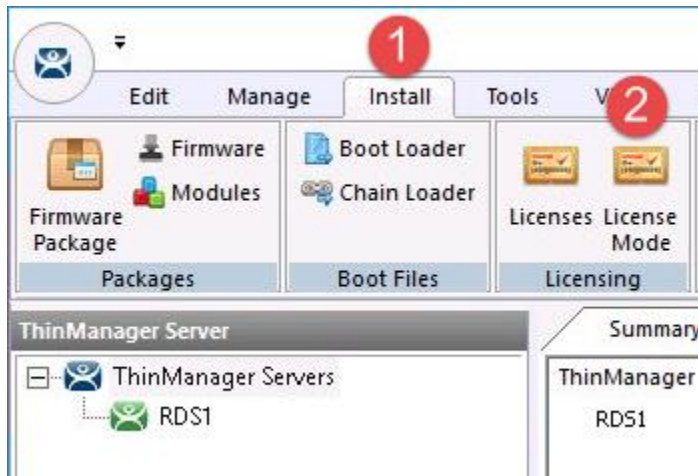 1
Edit Manage Install Tools V
2
Firmware Boot Loader
Modules Chain Loader
Firmware Package
Licenses License Mode
Packages Boot Files Licensing
ThinManager Server
Summary
ThinManager Servers
RDS1
ThinManager
RDS1